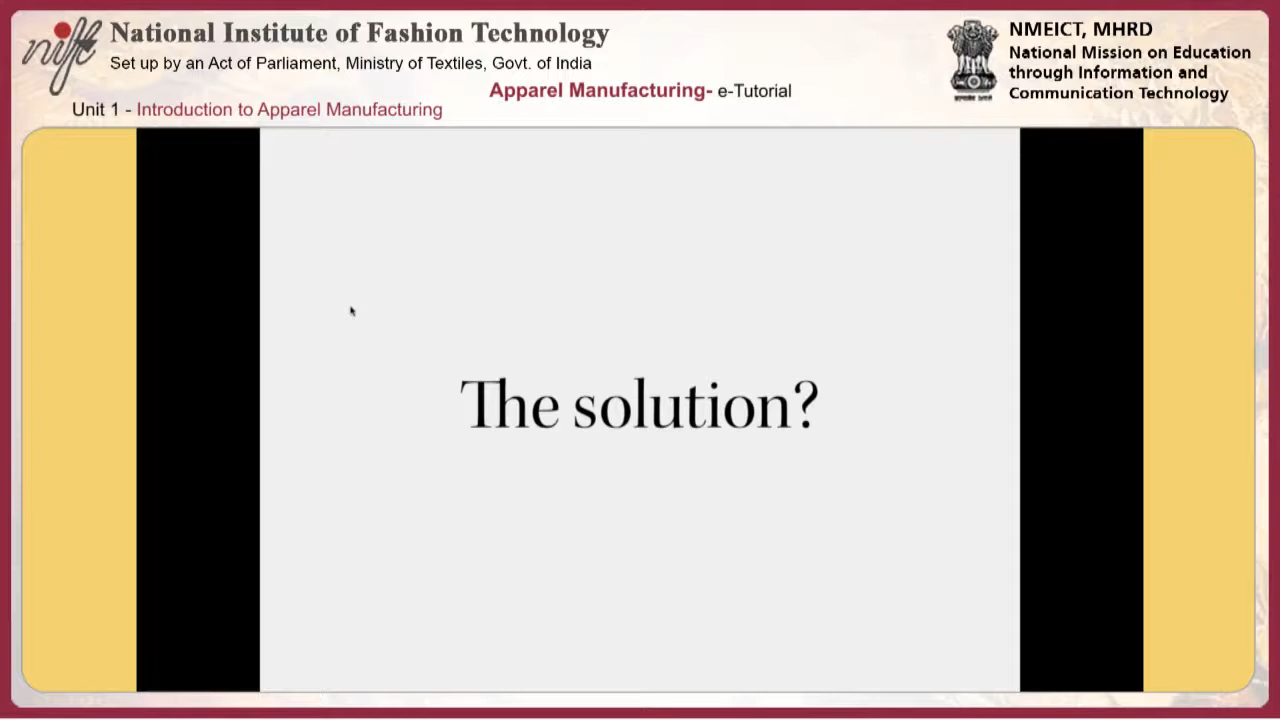 nift
National Institute of Fashion Technology
Set up by an Act of Parliament, Ministry of Textiles, Govt. of India
Apparel Manufacturing- e-Tutorial
Unit 1 - Introduction to Apparel Manufacturing
NMEICT, MHRD
National Mission on Education
through Information and
Communication Technology
The solution?